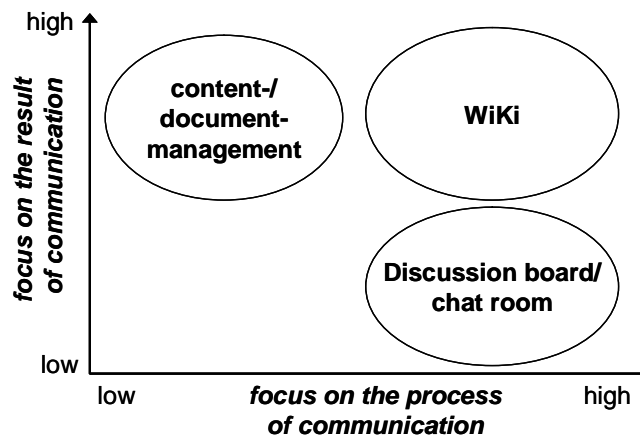 high
focus on the result
of communication
content-/
document-
management
WiKi
Discussion board/
chat room
low
low
focus on the process
of communication
high